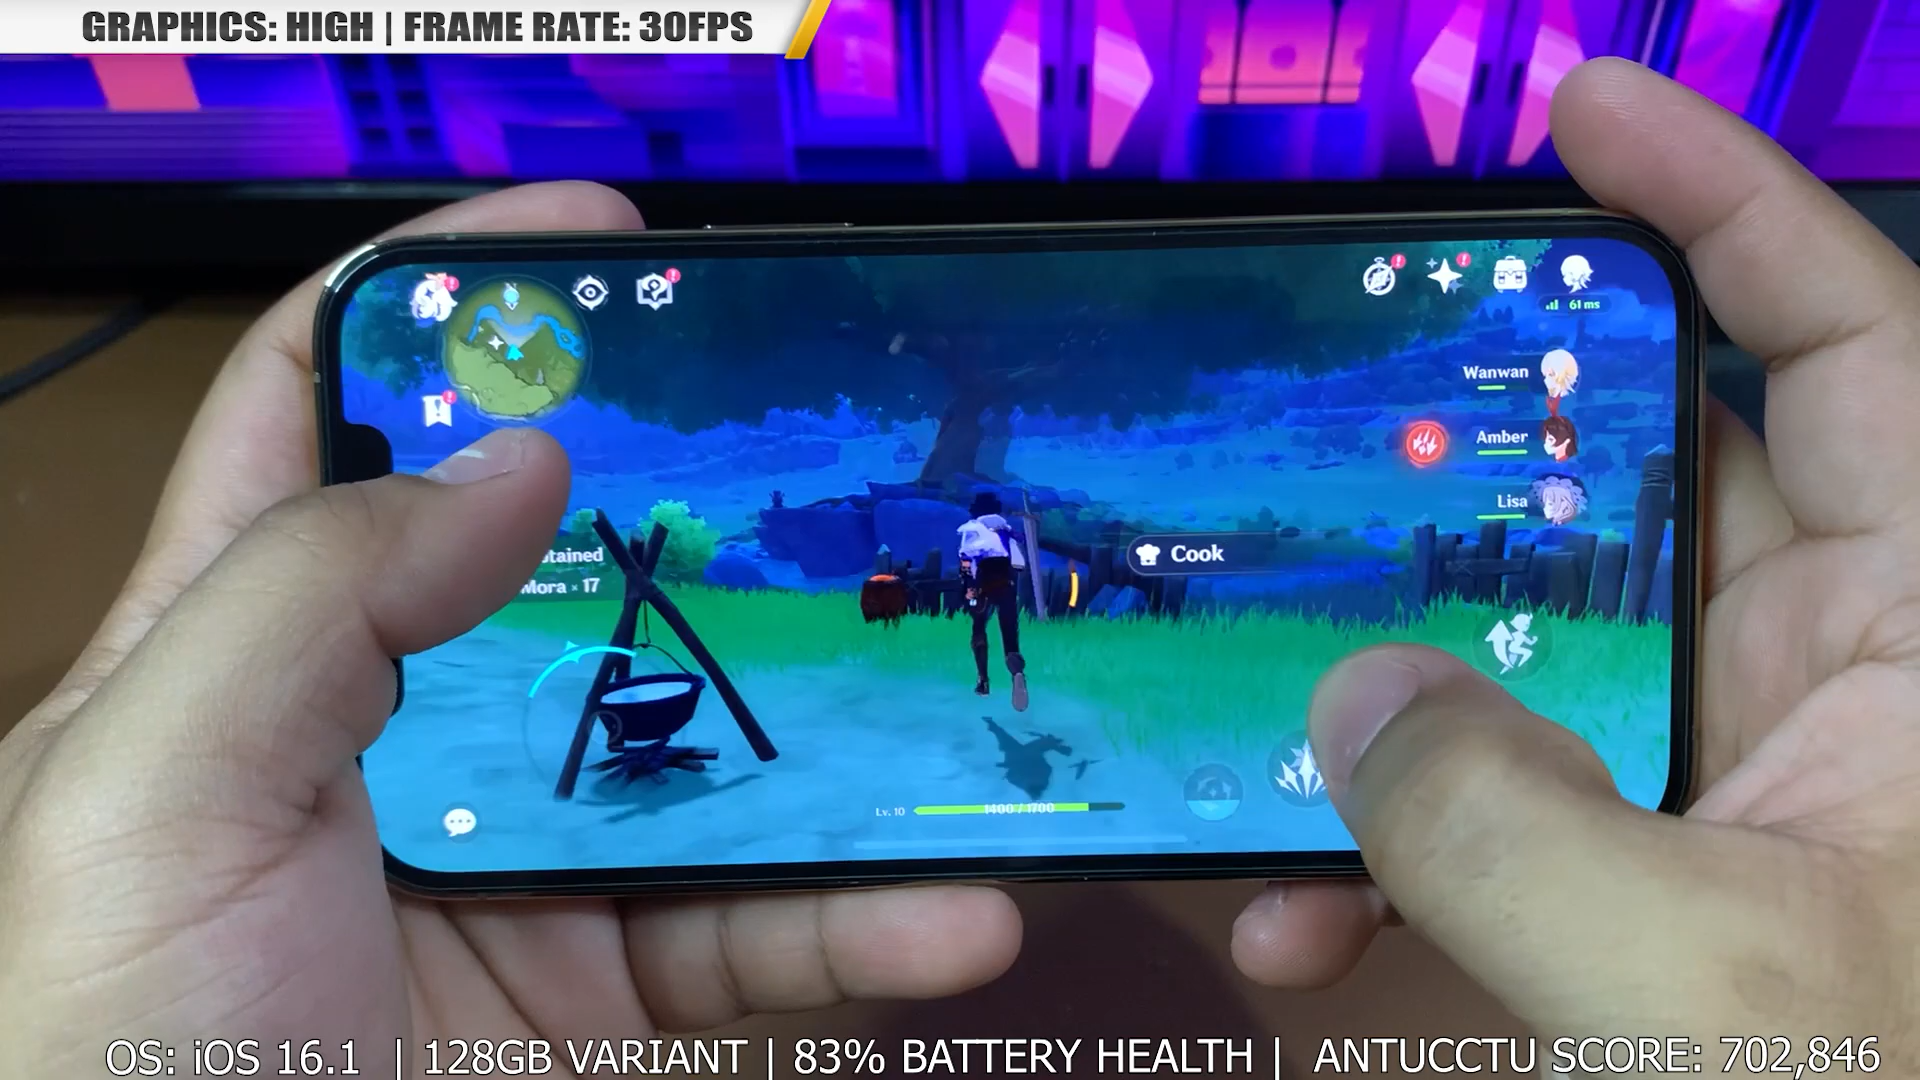 GRAPHICS: HIGH | FRAME RATE: 30FPS
N
61 ms
Wanwan
Amber
Lisa
Cook
Mora × 17
Lv. 10
1400 / 1700
OS: iOS 16.1 | 128GB VARIANT | 83% BATTERY HEALTH | ANTUCCTU SCORE: 702,846